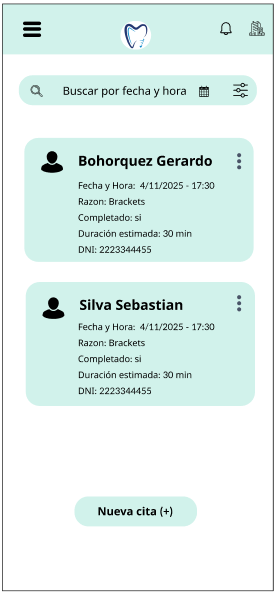 Buscar por fecha y hora
Bohorquez Gerardo
Fecha y Hora: 4/11/2025 - 17:30
Razon: Brackets
Completado: si
Duración estimada: 30 min
DNI: 2223344455
Silva Sebastian
Fecha y Hora: 4/11/2025 - 17:30
Razon: Brackets
Completado: si
Duración estimada: 30 min
DNI: 2223344455
Nueva cita (+)